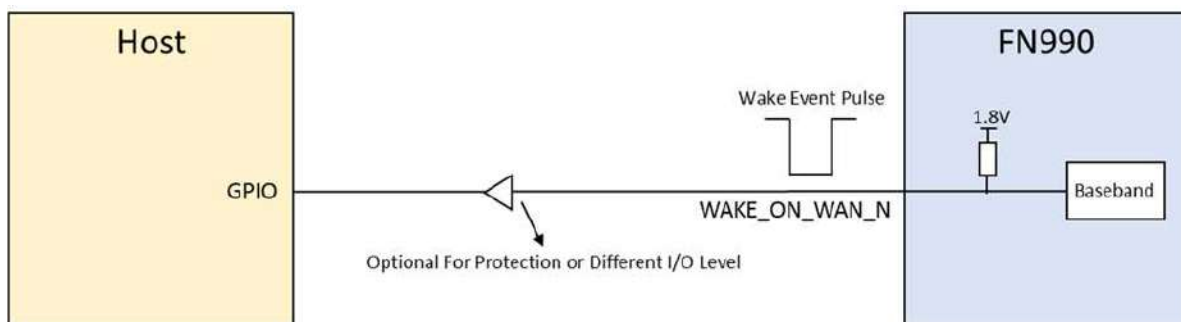 Host
FN990
Wake Event Pulse
1.8V
GPIO
Baseband
WAKE_ON_WAN_N
Optional For Protection or Different I/O Level